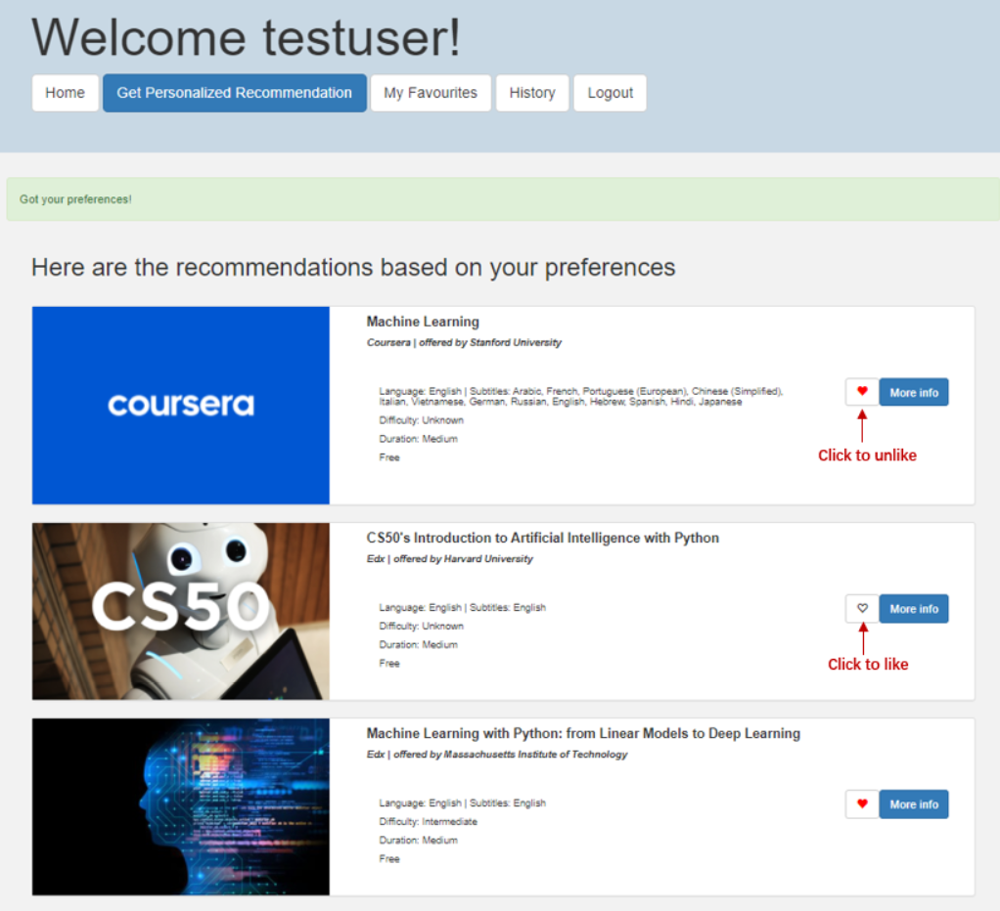 Welcome testuser!
Home
Get Personalized Recommendation
My Favourites
History
Logout
Got your preferences!
Here are the recommendations based on your preferences
coursera
Machine Learning
Coursera | offered by Stanford University
Language: English | Subtitles: Arabic, French, Portuguese (European), Chinese (Simplified),
Italian, Vietnamese, German, Russian, English, Hebrew, Spanish, Hindi, Japanese
Difficulty: Unknown
Duration: Medium
Free
More info
Click to unlike
CS50
CS50's Introduction to Artificial Intelligence with Python
Edx | offered by Harvard University
Language: English | Subtitles: English
Difficulty: Unknown
Duration: Medium
Free
More info
Click to like
Machine Learning with Python: from Linear Models to Deep Learning
Edx | offered by Massachusetts Institute of Technology
Language: English | Subtitles: English
Difficulty: Intermediate
Duration: Medium
Free
More info